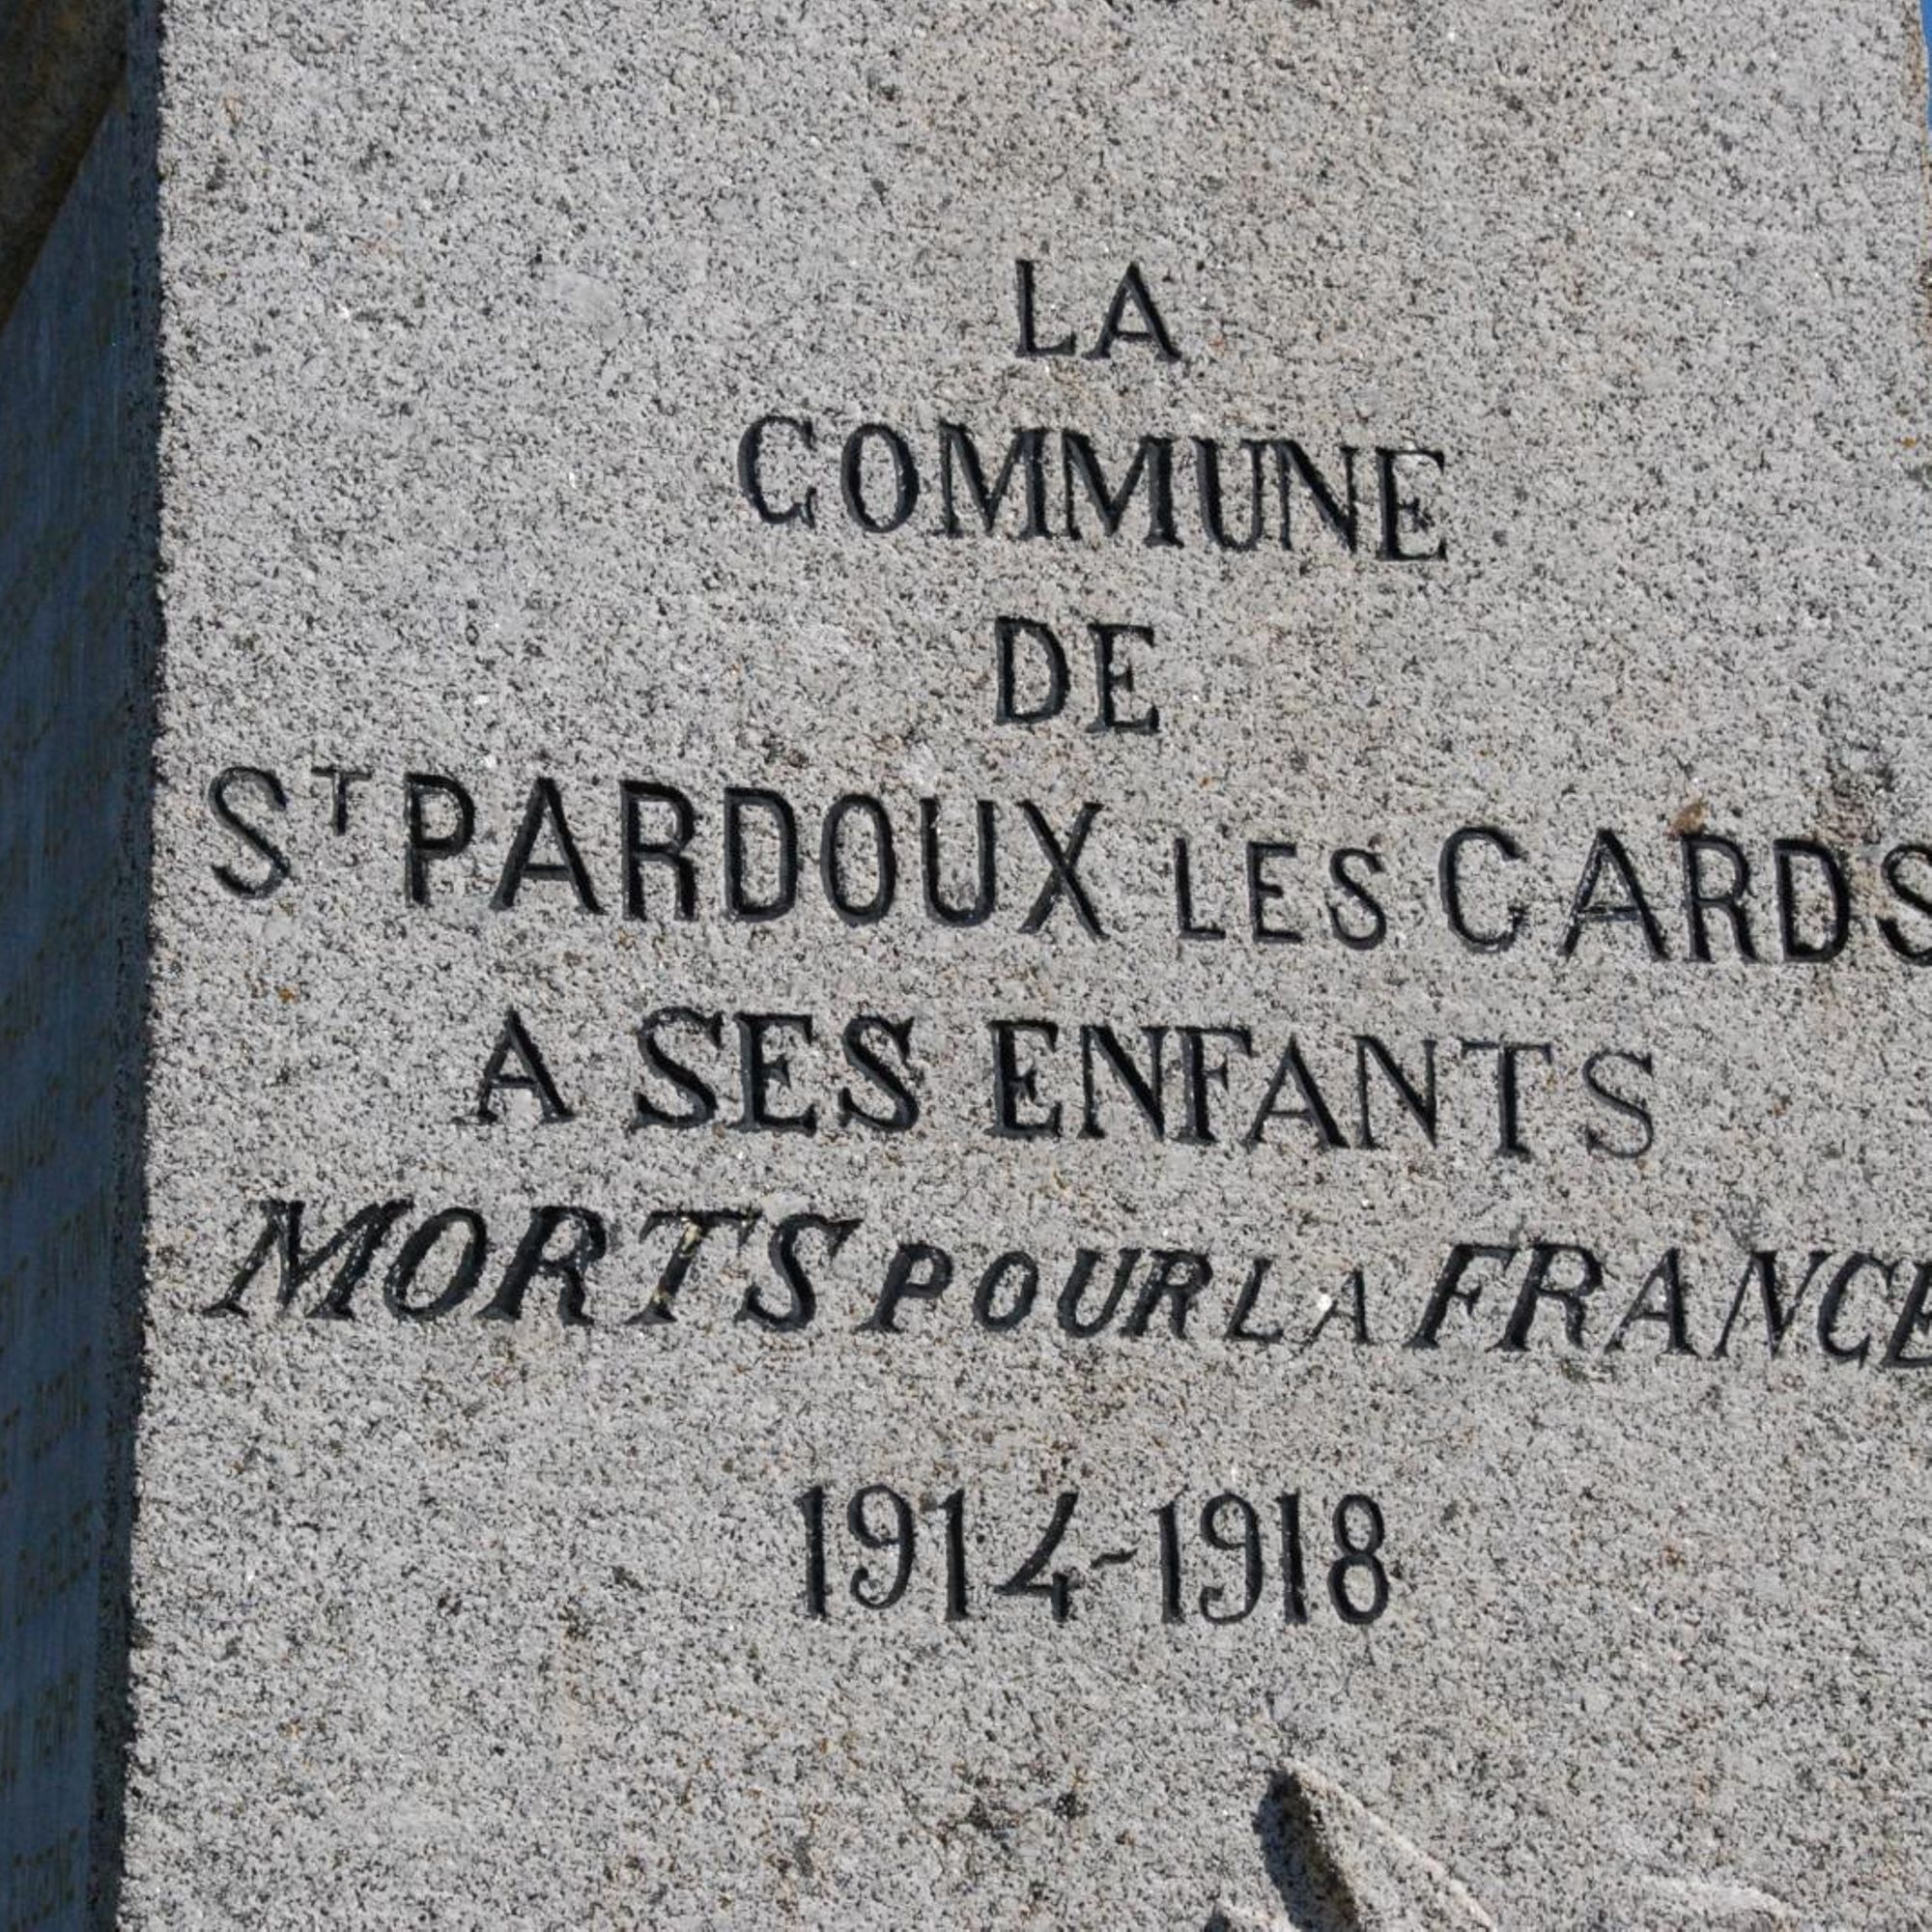 LA
COMMUNE
DE
ST PARDOUX LES CARDS
A SES ENFANTS
MORTS POUR LA FRANCE
1914-1918